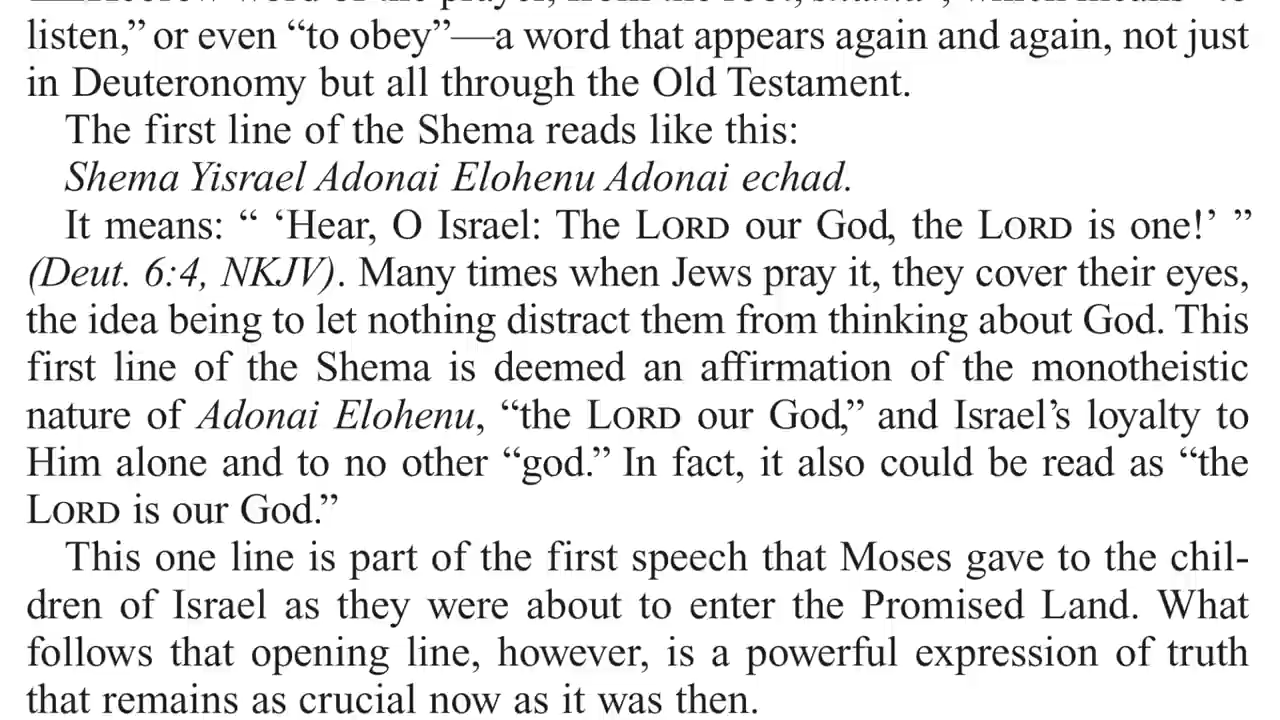 listen,” or even “to obey”—a word that appears again and again, not just
in Deuteronomy but all through the Old Testament.
The first line of the Shema reads like this:
Shema Yisrael Adonai Elohenu Adonai echad.
It means: “ ‘Hear, O Israel: The LORD our God, the LORD is one!’ ”
(Deut. 6:4, NKJV). Many times when Jews pray it, they cover their eyes,
the idea being to let nothing distract them from thinking about God. This
first line of the Shema is deemed an affirmation of the monotheistic
nature of Adonai Elohenu, “the LORD our God,” and Israel’s loyalty to
Him alone and to no other “god.” In fact, it also could be read as “the
LORD is our God.”
This one line is part of the first speech that Moses gave to the chil-
dren of Israel as they were about to enter the Promised Land. What
follows that opening line, however, is a powerful expression of truth
that remains as crucial now as it was then.